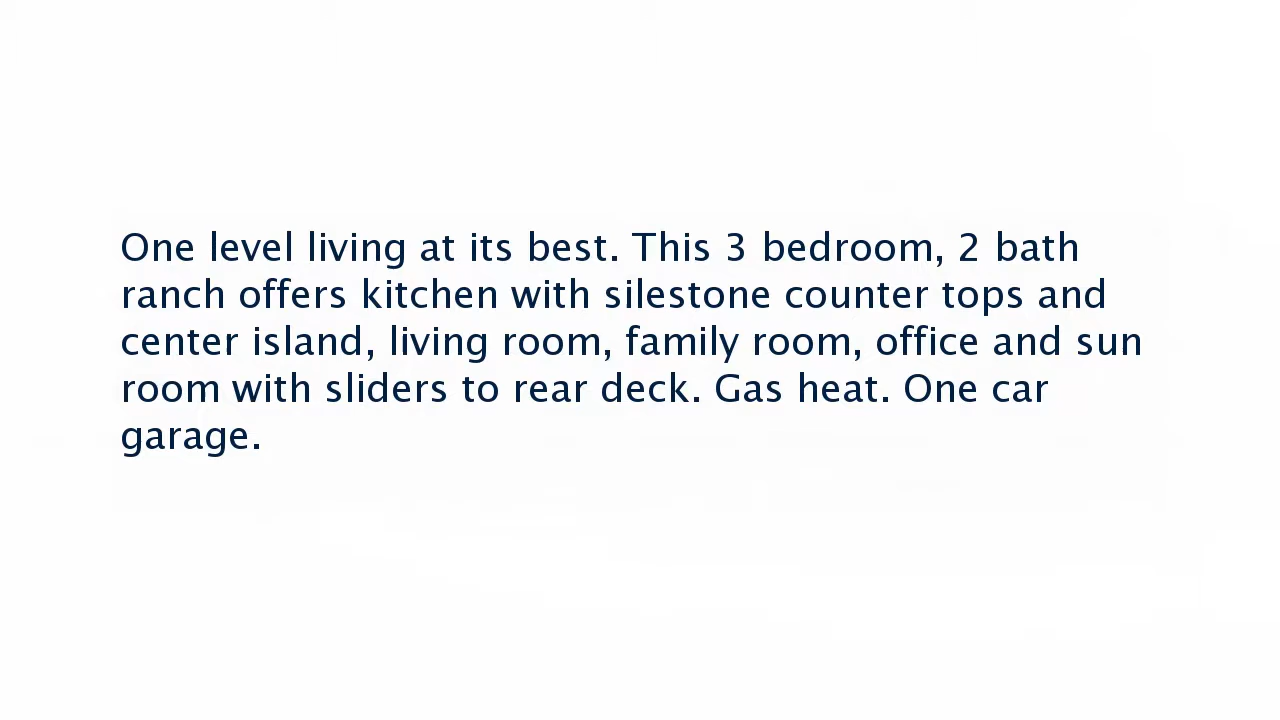 One level living at its best. This 3 bedroom, 2 bath
ranch offers kitchen with silestone counter tops and
center island, living room, family room, office and sun
room with sliders to rear deck. Gas heat. One car
garage.